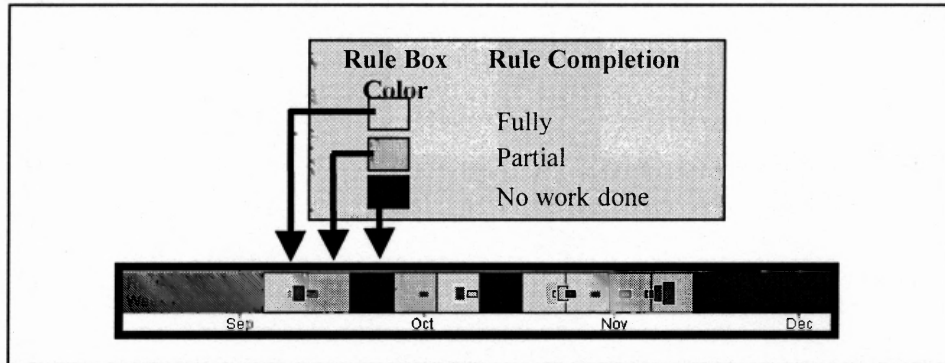 Rule Box Rule Completion
Color
Fully
Partial
No work done
Sep Oct Nov Dec